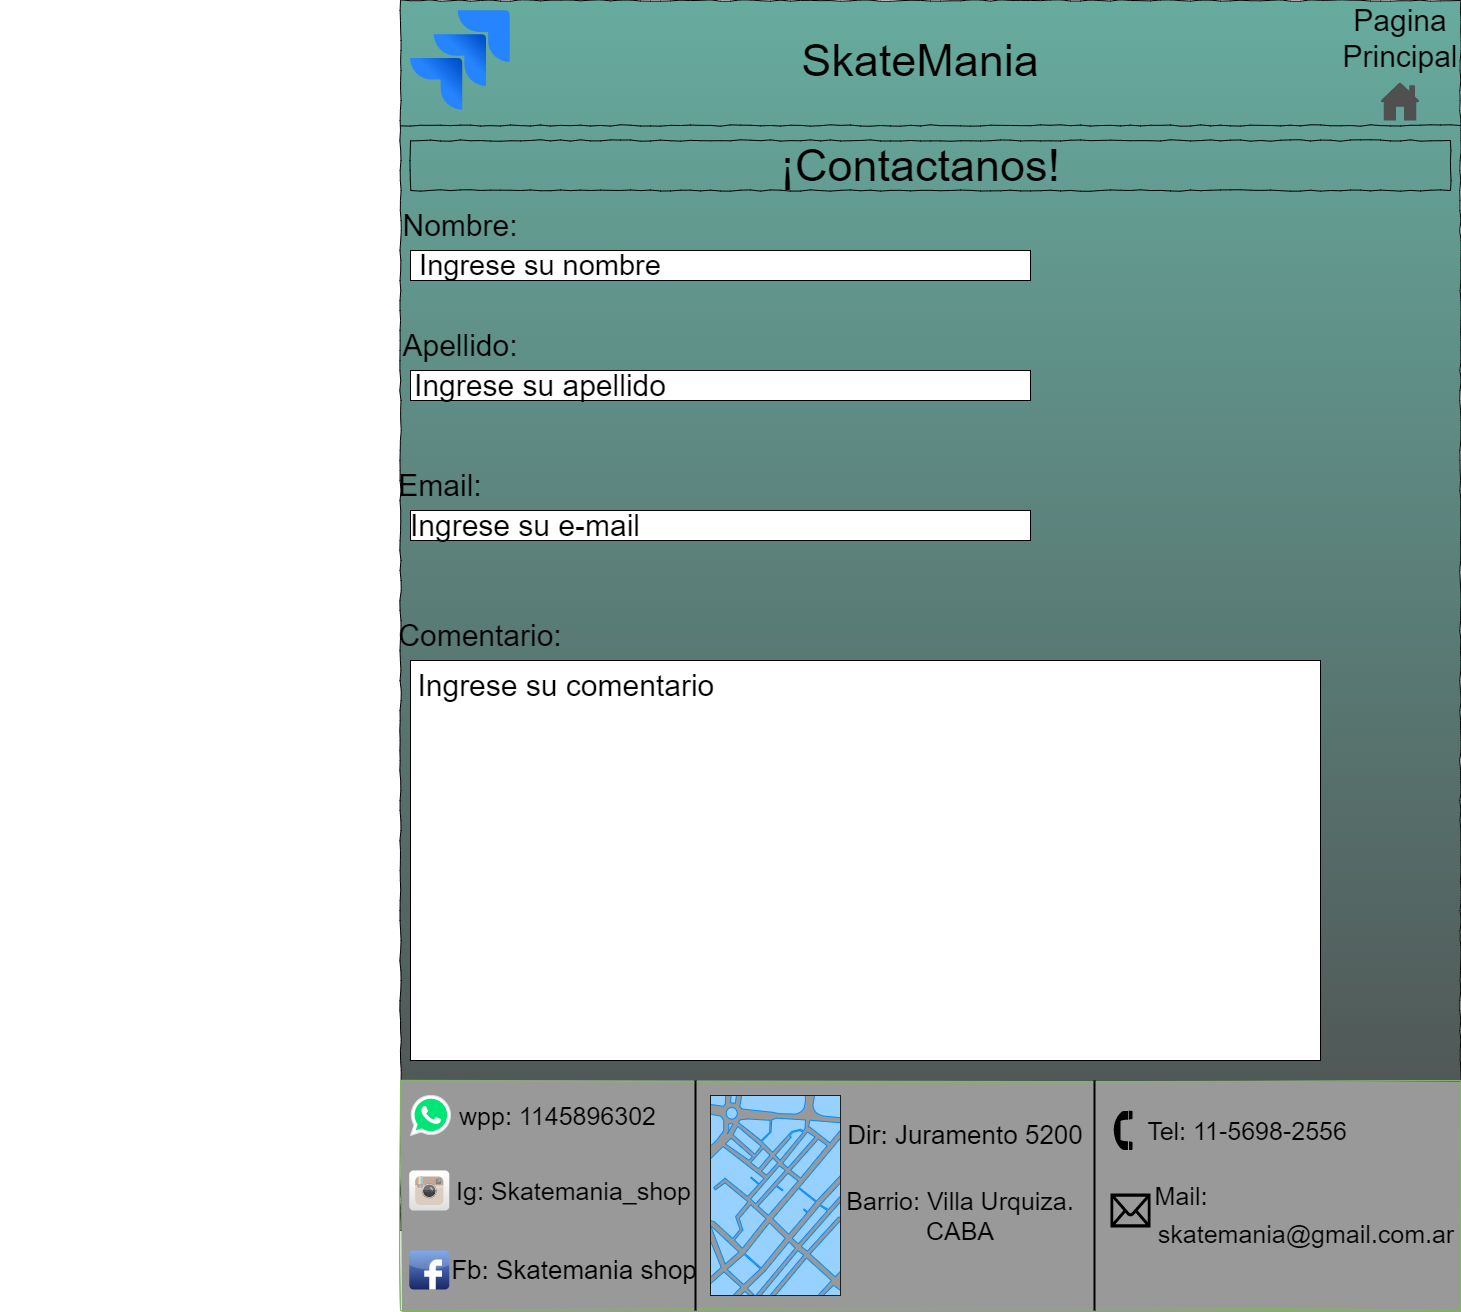 SkateMania
Pagina
Principal
¡Contactanos!
Nombre:
Ingrese su nombre
Apellido:
Ingrese su apellido
Email:
Ingrese su e-mail
Comentario:
Ingrese su comentario
wpp: 1145896302
Ig: Skatemania_shop
Fb: Skatemania shop
Dir: Juramento 5200
Barrio: Villa Urquiza.
CABA
Tel: 11-5698-2556
Mail:
skatemania@gmail.com.ar